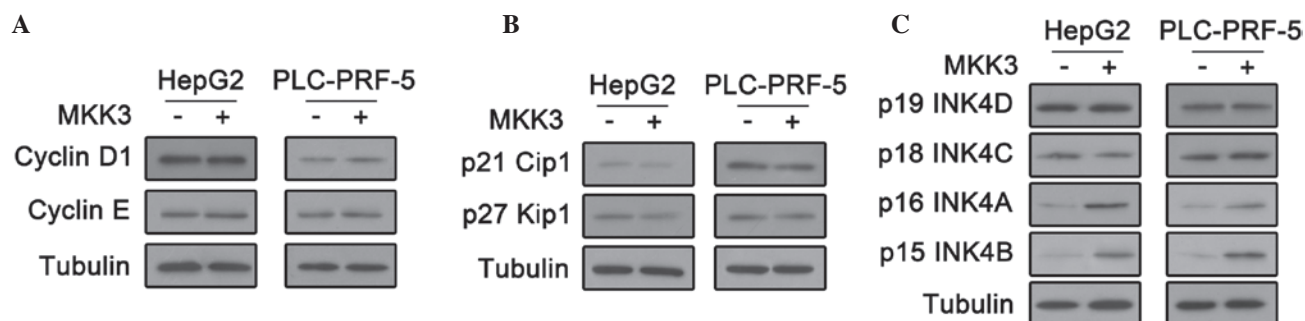 A
HepG2 PLC-PRF-5
MKK3 - + - +
Cyclin D1
Cyclin E
Tubulin
B
HepG2 PLC-PRF-5
MKK3 - + - +
p21 Cip1
p27 Kip1
Tubulin
C
HepG2 PLC-PRF-5
MKK3 - + - +
p19 INK4D
p18 INK4C
p16 INK4A
p15 INK4B
Tubulin